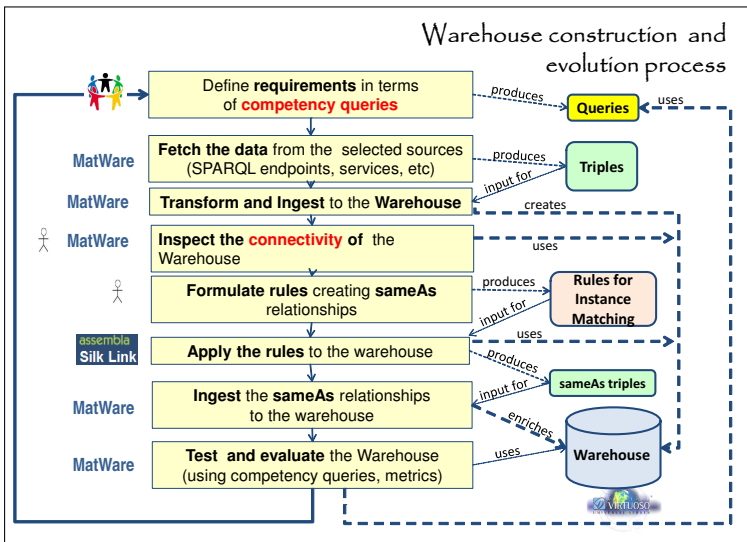 Warehouse construction and
evolution process
Define requirements in terms
of competency queries
produces
Queries
uses
MatWare
Fetch the data from the selected sources
(SPARQL endpoints, services, etc)
produces
Triples
input for
MatWare
Transform and Ingest to the Warehouse
creates
MatWare
Inspect the connectivity of the
Warehouse
uses
Formulate rules creating sameAs
relationships
produces
Rules for
Instance
Matching
input for
assembla
Silk Link
Apply the rules to the warehouse
uses
produces
sameAs triples
input for
MatWare
Ingest the sameAs relationships
to the warehouse
enriches
Warehouse
MatWare
Test and evaluate the Warehouse
(using competency queries, metrics)
uses
VIRTUOSO